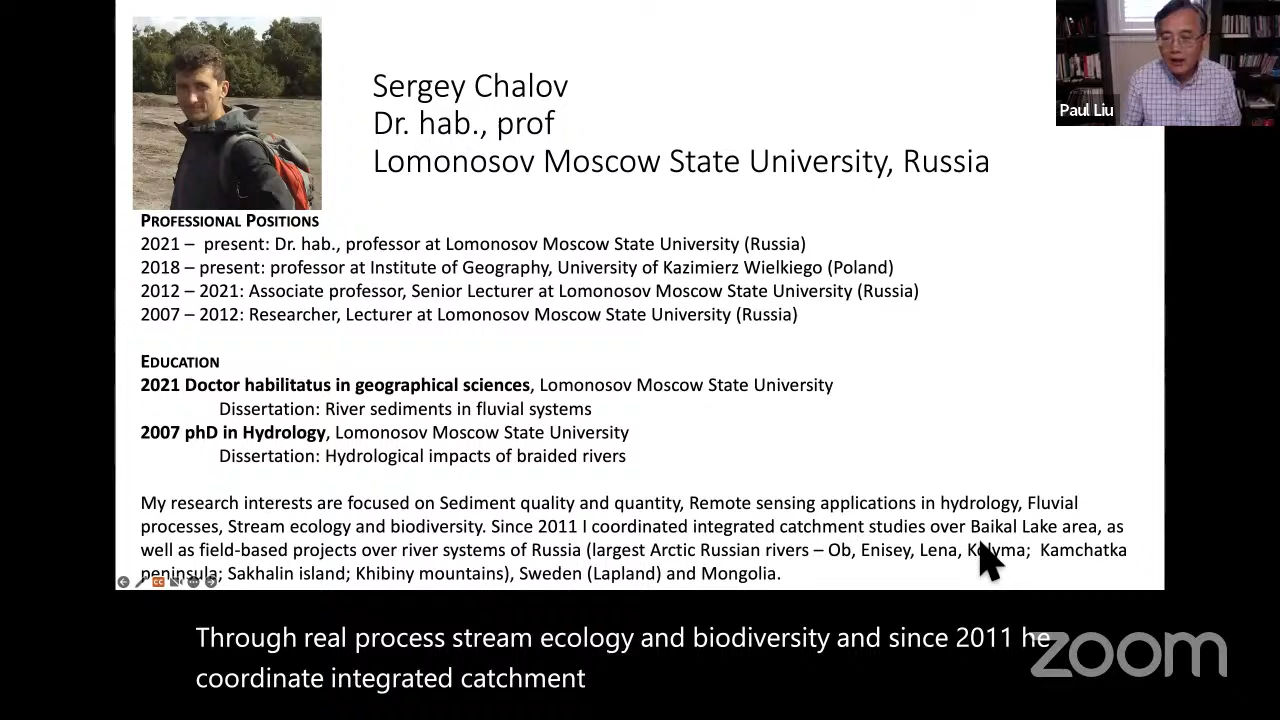 Sergey Chalov
Dr. hab., prof
Lomonosov Moscow State University, Russia
Paul Liu
PROFESSIONAL POSITIONS
2021 – present: Dr. hab., professor at Lomonosov Moscow State University (Russia)
2018 – present: professor at Institute of Geography, University of Kazimierz Wielkiego (Poland)
2012 – 2021: Associate professor, Senior Lecturer at Lomonosov Moscow State University (Russia)
2007 – 2012: Researcher, Lecturer at Lomonosov Moscow State University (Russia)
EDUCATION
2021 Doctor habilitatus in geographical sciences, Lomonosov Moscow State University
Dissertation: River sediments in fluvial systems
2007 phD in Hydrology, Lomonosov Moscow State University
Dissertation: Hydrological impacts of braided rivers
My research interests are focused on Sediment quality and quantity, Remote sensing applications in hydrology, Fluvial
processes, Stream ecology and biodiversity. Since 2011 I coordinated integrated catchment studies over Baikal Lake area, as
well as field-based projects over river systems of Russia (largest Arctic Russian rivers – Ob, Enisey, Lena, Kolyma; Kamchatka
peninsula; Sakhalin island; Khibiny mountains), Sweden (Lapland) and Mongolia.
CC
Through real process stream ecology and biodiversity and since 2011 he
coordinate integrated catchment
zoom